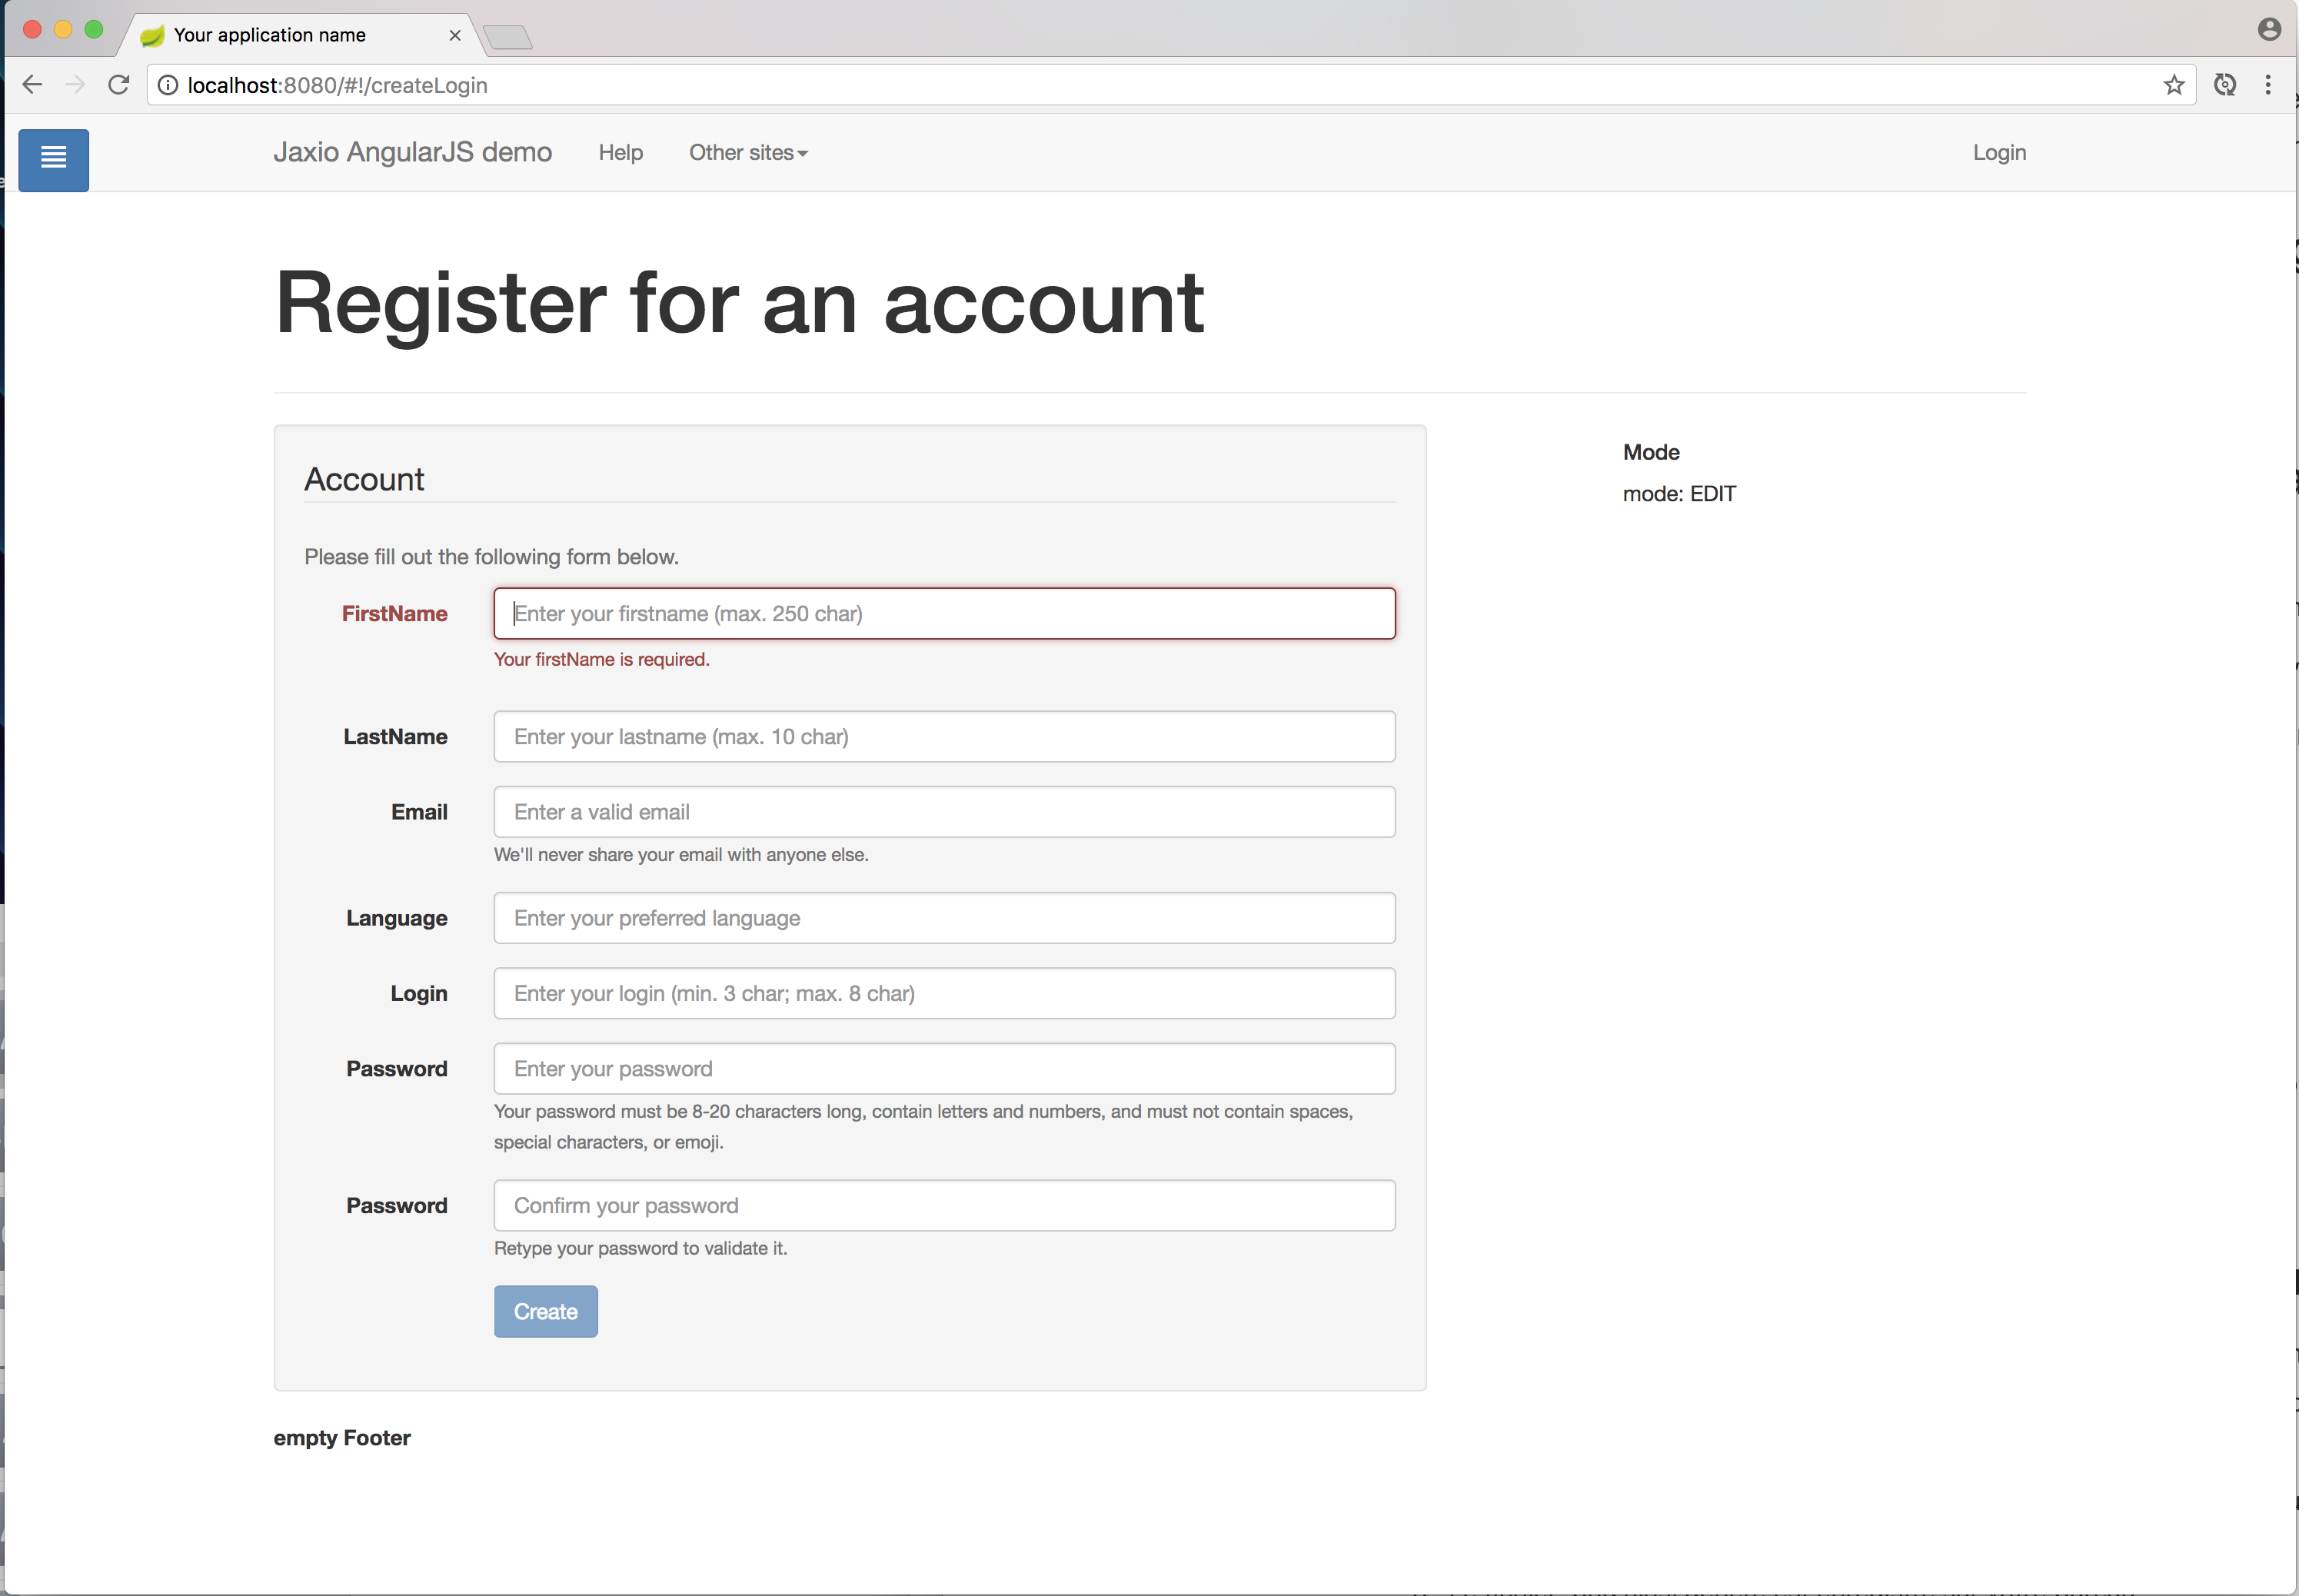 Your application name
localhost:8080/#!/createLogin
Jaxio AngularJS demo Help Other sites Login
Register for an account
Account
Please fill out the following form below.
FirstName Enter your firstname (max. 250 char)
Your firstName is required.
LastName Enter your lastname (max. 10 char)
Email Enter a valid email
We'll never share your email with anyone else.
Language Enter your preferred language
Login Enter your login (min. 3 char; max. 8 char)
Password Enter your password
Your password must be 8-20 characters long, contain letters and numbers, and must not contain spaces,
special characters, or emoji.
Password Confirm your password
Retype your password to validate it.
Create
Mode
mode: EDIT
empty Footer